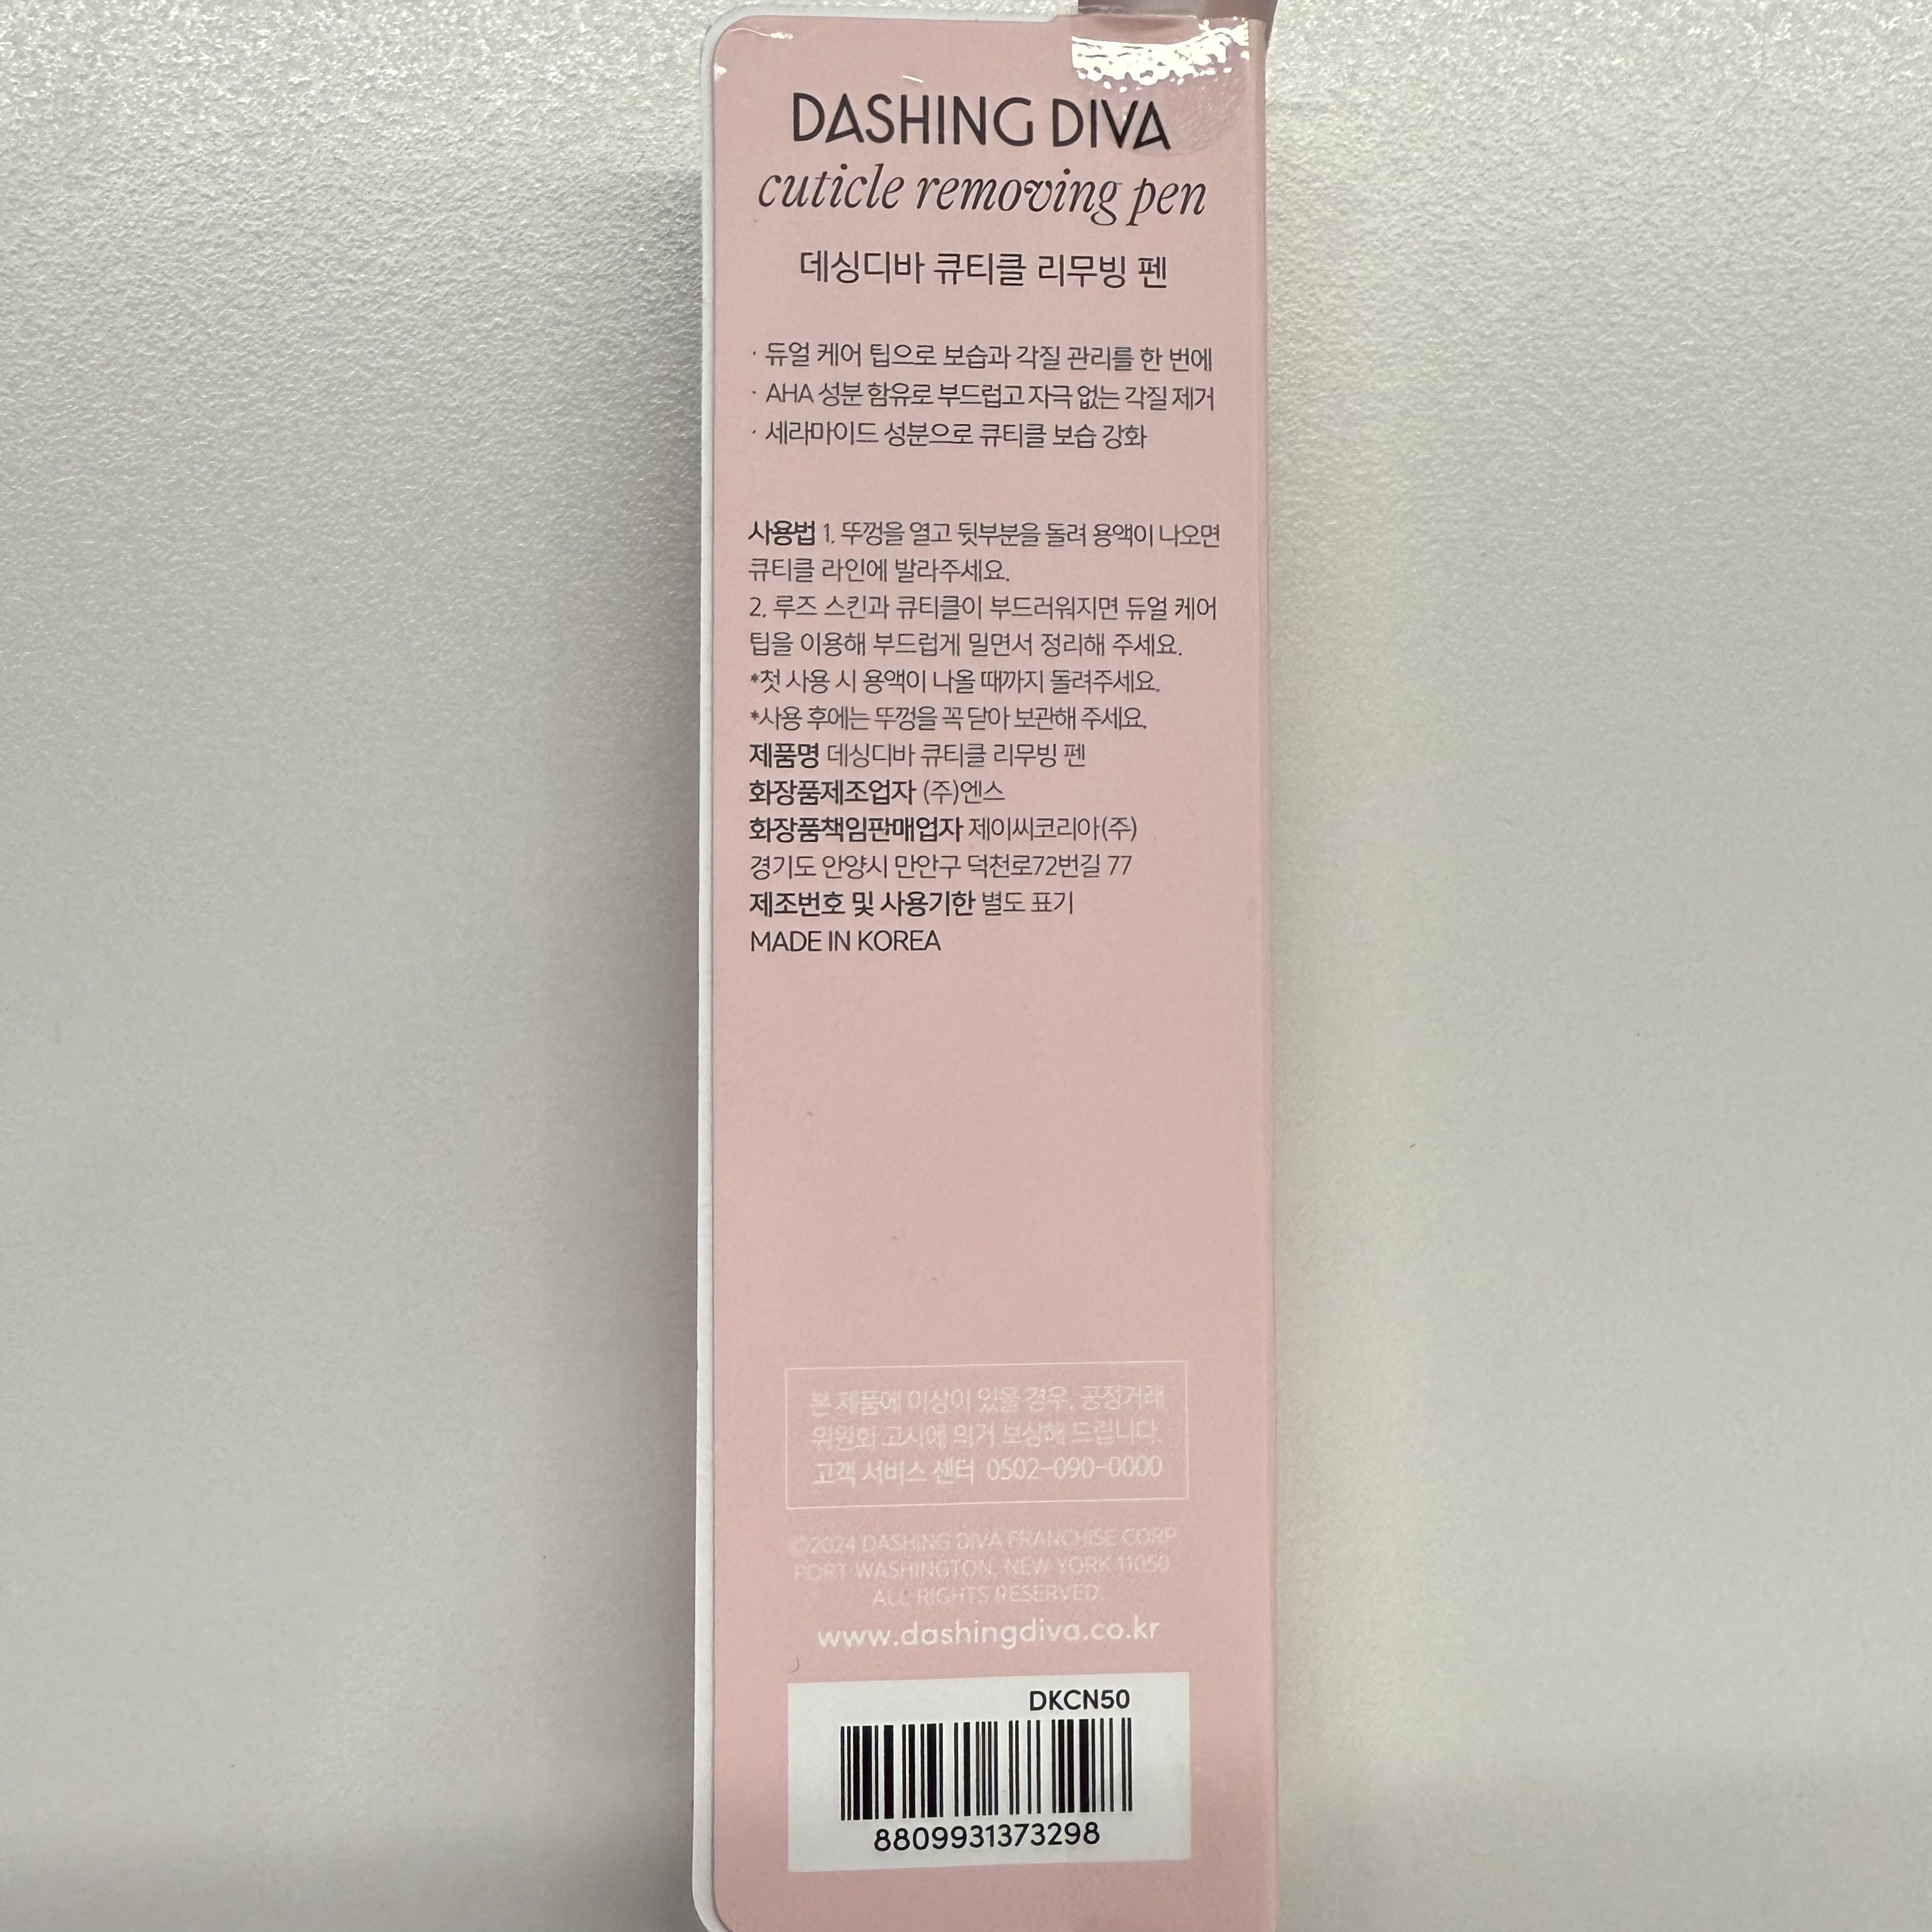 DASHING DIVA
cuticle removing pen
데싱디바 큐티클 리무빙 펜
· 듀얼 케어 팁으로 보습과 각질 관리를 한 번에
· AHA 성분 함유로 부드럽고 자극 없는 각질 제거
· 세라마이드 성분으로 큐티클 보습 강화
사용법 1. 뚜껑을 열고 뒷부분을 돌려 용액이 나오면
큐티클 라인에 발라주세요.
2. 루즈 스킨과 큐티클이 부드러워지면 듀얼 케어
팁을 이용해 부드럽게 밀면서 정리해 주세요.
*첫 사용 시 용액이 나올 때까지 돌려주세요.
*사용 후에는 뚜껑을 꼭 닫아 보관해 주세요.
제품명 데싱디바 큐티클 리무빙 펜
화장품제조업자 (주)엔스
화장품책임판매업자 제이씨코리아(주)
경기도 안양시 만안구 덕천로72번길 77
제조번호 및 사용기한 별도 표기
MADE IN KOREA
본 제품에 이상이 있을 경우, 공정거래
위원회 고시에 의거 보상해 드립니다.
고객 서비스 센터 0502-090-0000
©2024 DASHING DIVA FRANCHISE CORP.
PORT WASHINGTON, NEW YORK 11050
ALL RIGHTS RESERVED.
www.dashingdiva.co.kr
DKCN50
8809931373298